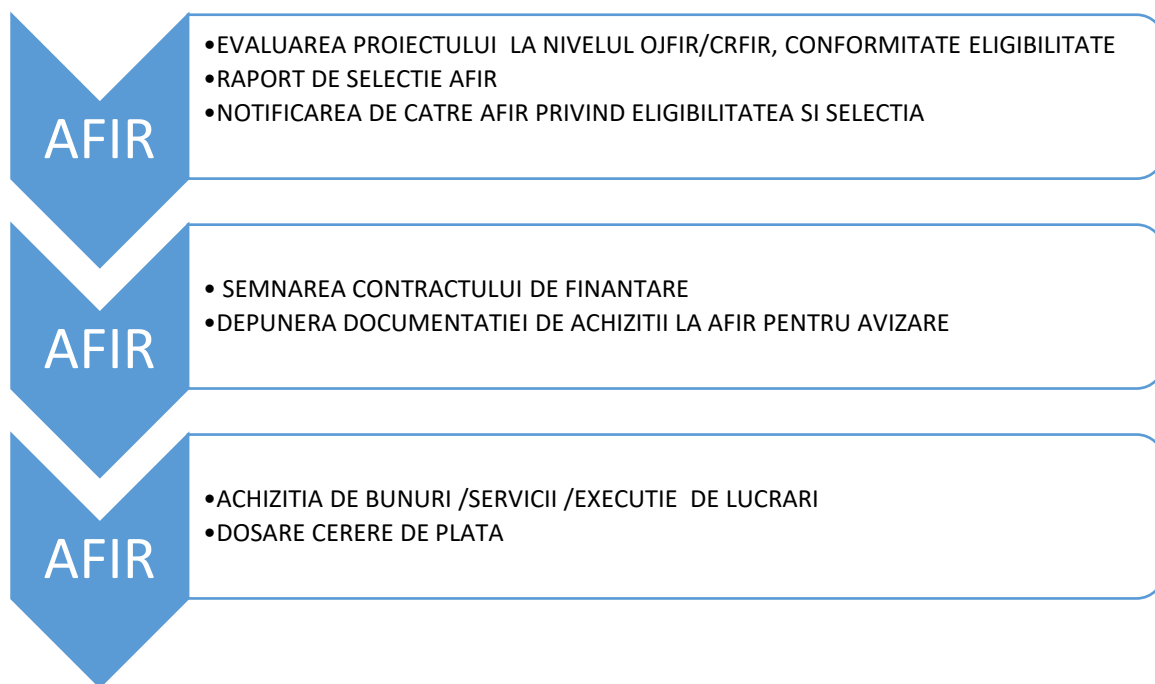 AFIR
•EVALUAREA PROIECTULUI  LA NIVELUL OJFIR/CRFIR, CONFORMITATE ELIGIBILITATE
•RAPORT DE SELECTIE AFIR
•NOTIFICAREA DE CATRE AFIR PRIVIND ELIGIBILITATEA SI SELECTIA
AFIR
• SEMNAREA CONTRACTULUI DE FINANTARE
•DEPUNERA DOCUMENTATIEI DE ACHIZITII LA AFIR PENTRU AVIZARE
AFIR
•ACHIZITIA DE BUNURI /SERVICII /EXECUTIE  DE LUCRARI
•DOSARE CERERE DE PLATA